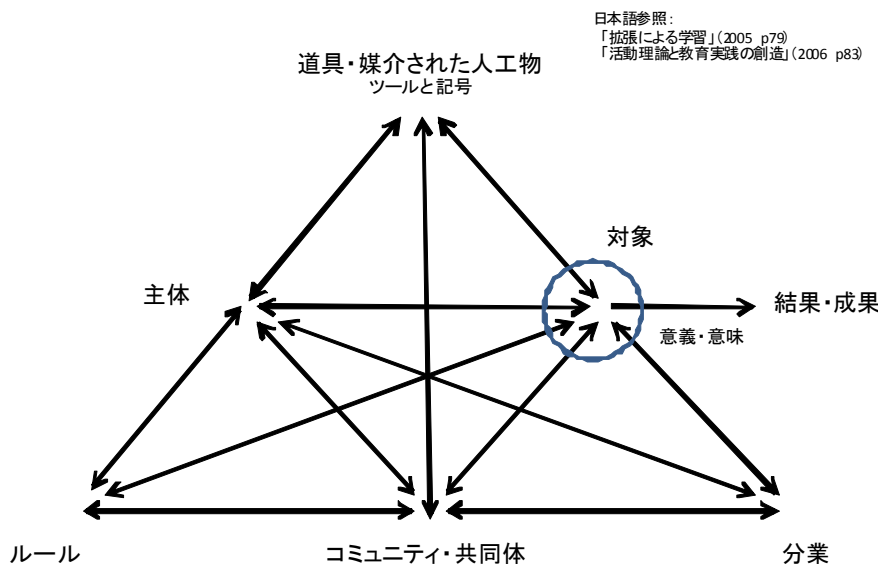 日本語参照:
「拡張による学習」(2005 p79)
「活動理論と教育実践の創造」(2006 p83)
道具・媒介された人工物
ツールと記号
対象
主体
結果・成果
意義・意味
ルール
コミュニティ・共同体
分業